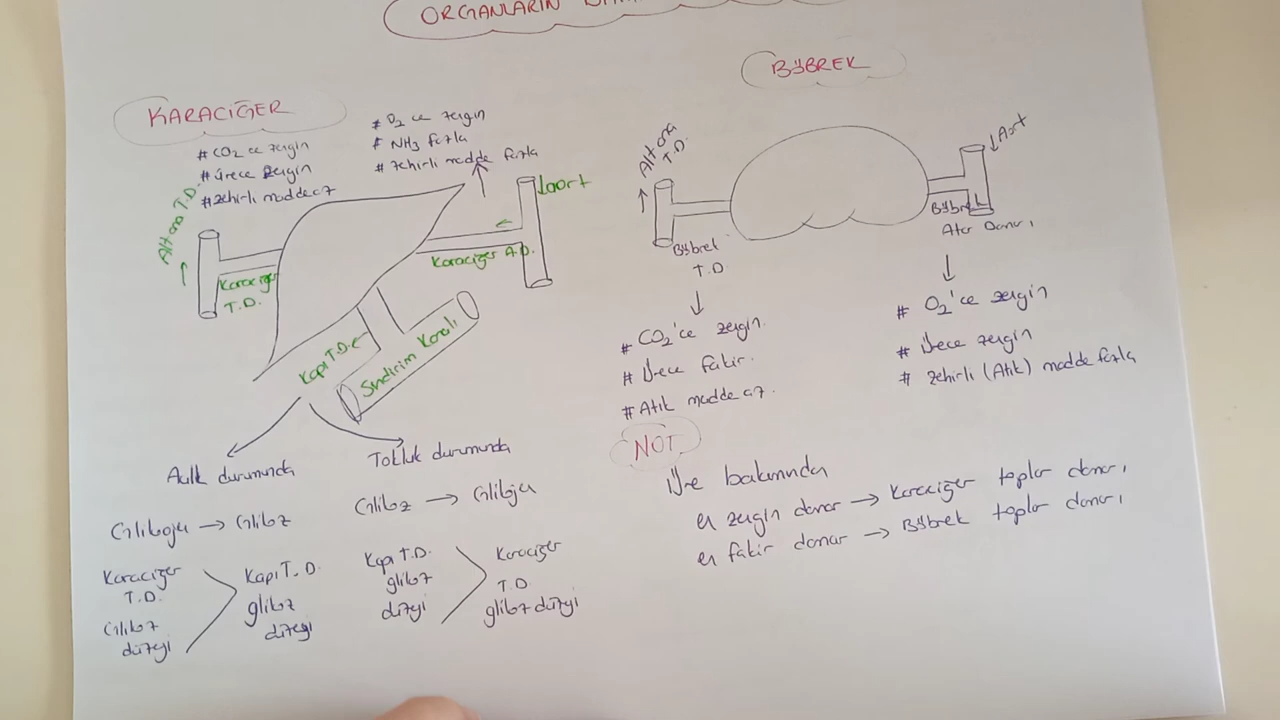 ORGANLARIN
KARACİĞER
# CO2 ce zengin
# ürece zengin
# zehirli madde az
# O2 ce zengin
# NH3 fazla
# zehirli madde fazla
Alt ana T.D.
Karaciğer
T.D.
aort
Karaciğer A.D.
Kapı T.D.
Sindirim Kanalı
Açlık durumunda
Glikojen → Glikoz
Karaciğer
T.D.
Glikoz
düzeyi
>
Kapı T.D.
glikoz
düzeyi
Tokluk durumunda
Glikoz → Glikojen
Kapı T.D.
glikoz
düzeyi
>
Karaciğer
T.D.
glikoz düzeyi
BÖBREK
Alt ana
T.D.
Böbrek
T.D.
# CO2'ce zengin
# Ürece fakir.
# Atık madde az.
Aort
Böbrek
Atar Damarı
# O2'ce zengin
# Ürece zengin
# zehirli (Atık) madde fazla
NOT
Üre bakımında
en zengin damar → Karaciğer toplar damarı
en fakir damar → Böbrek toplar damarı